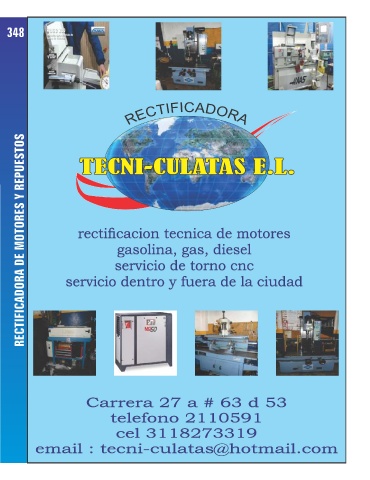 348
RECTIFICADORA DE MOTORES Y REPUESTOS
RECTIFICADORA
TECNI-CULATAS E.L.
rectificacion tecnica de motores
gasolina, gas, diesel
servicio de torno cnc
servicio dentro y fuera de la ciudad
Carrera 27 a # 63 d 53
telefono 2110591
cel 3118273319
email : tecni-culatas@hotmail.com